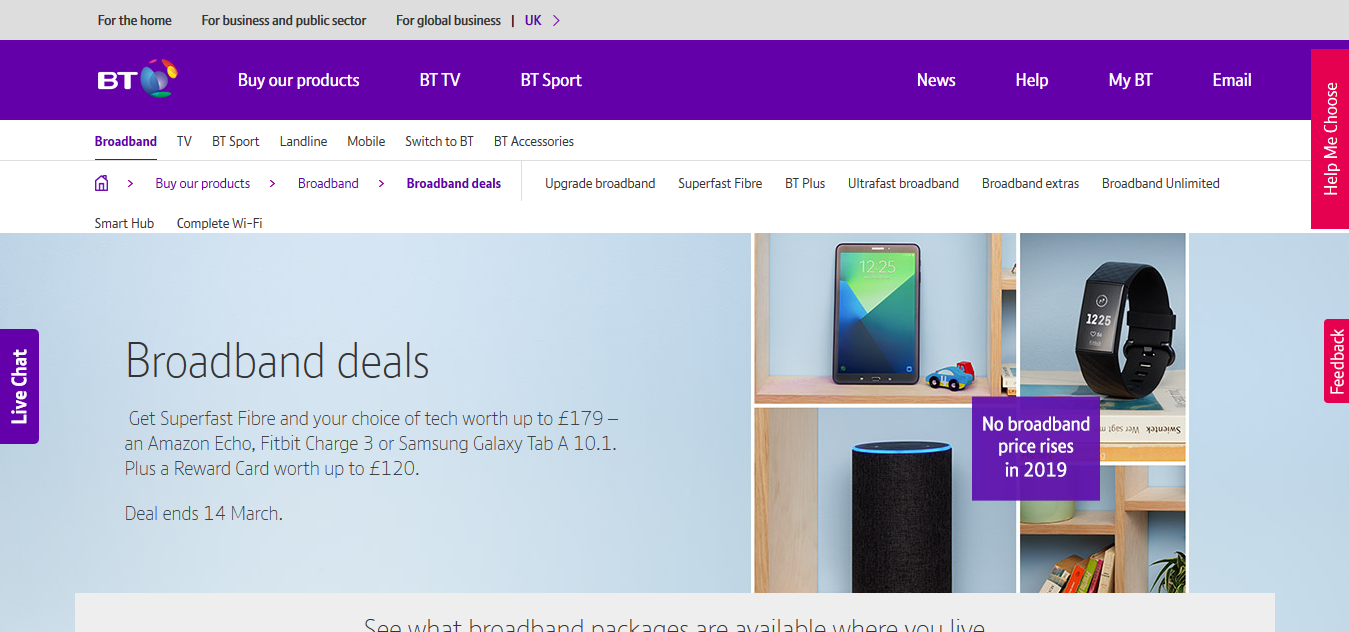 For the home For business and public sector For global business | UK
BT Buy our products BT TV BT Sport News Help My BT Email
Help Me Choose
Broadband TV BT Sport Landline Mobile Switch to BT BT Accessories
Buy our products Broadband Broadband deals Upgrade broadband Superfast Fibre BT Plus Ultrafast broadband Broadband extras Broadband Unlimited
Smart Hub Complete Wi-Fi
Live Chat
Feedback
Broadband deals
Get Superfast Fibre and your choice of tech worth up to £179 –
an Amazon Echo, Fitbit Charge 3 or Samsung Galaxy Tab A 10.1.
Plus a Reward Card worth up to £120.
Deal ends 14 March.
12:25
12 25
No broadband
price rises
in 2019
Swientek Wer sagt
See what broadband packages are available where you live